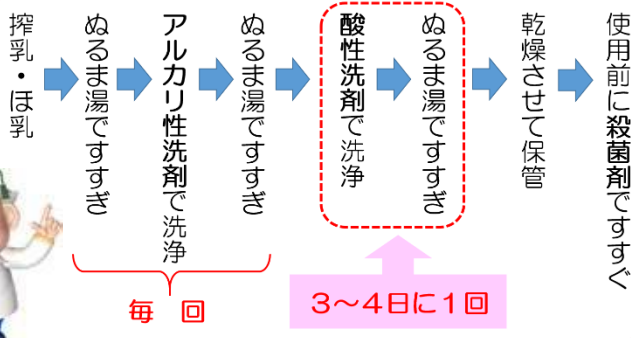 搾乳・ほ乳
ぬるま湯ですすぎ
アルカリ性洗剤で洗浄
ぬるま湯ですすぎ
酸性洗剤で洗浄
ぬるま湯ですすぎ
乾燥させて保管
使用前に殺菌剤ですすぐ
毎　回
３～４日に１回